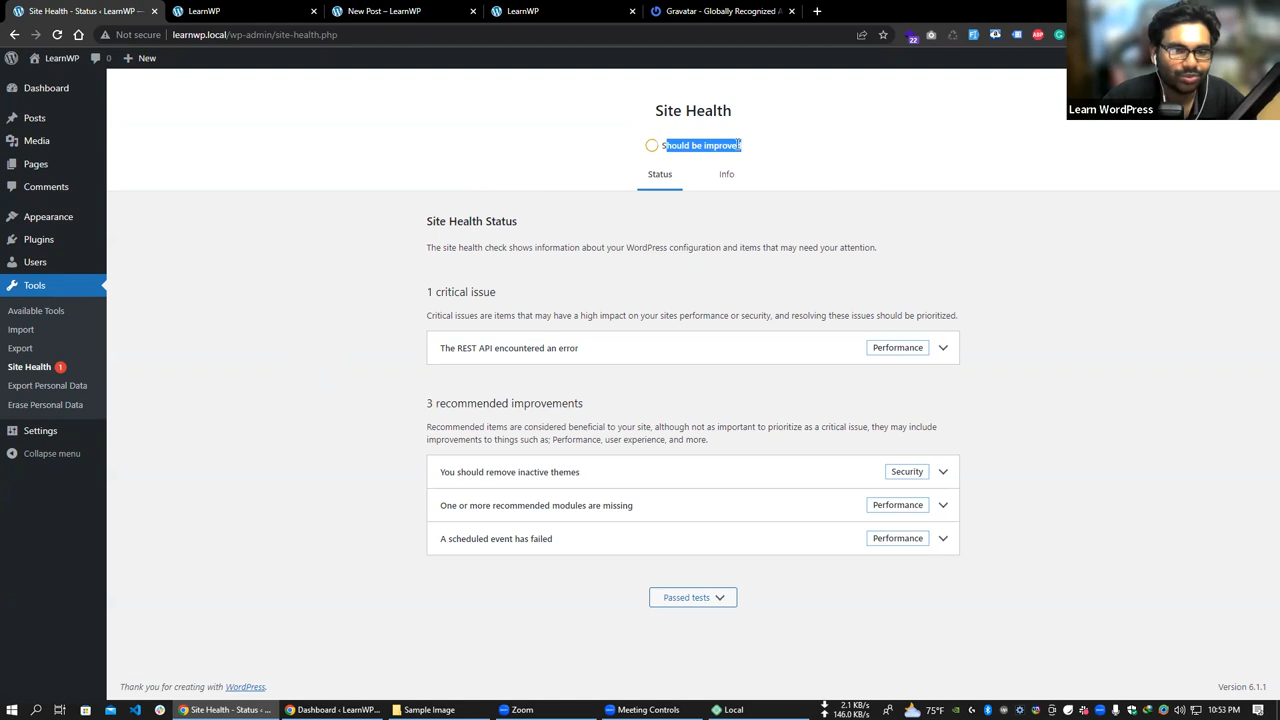 Site Health - Status ‹ LearnWP —
LearnWP
New Post – LearnWP
LearnWP
Gravatar - Globally Recognized A
Not secure
learnwp.local/wp-admin/site-health.php
22
ABP
LearnWP
0
New
Learn WordPress
Dashboard
Posts
Media
Pages
Comments
Appearance
Plugins
Users
Tools
Available Tools
Import
Export
Site Health 1
Export Personal Data
Erase Personal Data
Settings
Collapse menu
Site Health
Should be improved
Status
Info
Site Health Status
The site health check shows information about your WordPress configuration and items that may need your attention.
1 critical issue
Critical issues are items that may have a high impact on your sites performance or security, and resolving these issues should be prioritized.
The REST API encountered an error
Performance
3 recommended improvements
Recommended items are considered beneficial to your site, although not as important to prioritize as a critical issue, they may include
improvements to things such as; Performance, user experience, and more.
You should remove inactive themes
Security
One or more recommended modules are missing
Performance
A scheduled event has failed
Performance
Passed tests
Thank you for creating with WordPress.
Version 6.1.1
Site Health - Status ‹ ...
Dashboard ‹ LearnWP...
Sample Image
Zoom
Meeting Controls
Local
2.1 KB/s
146.0 KB/s
75°F
10:53 PM